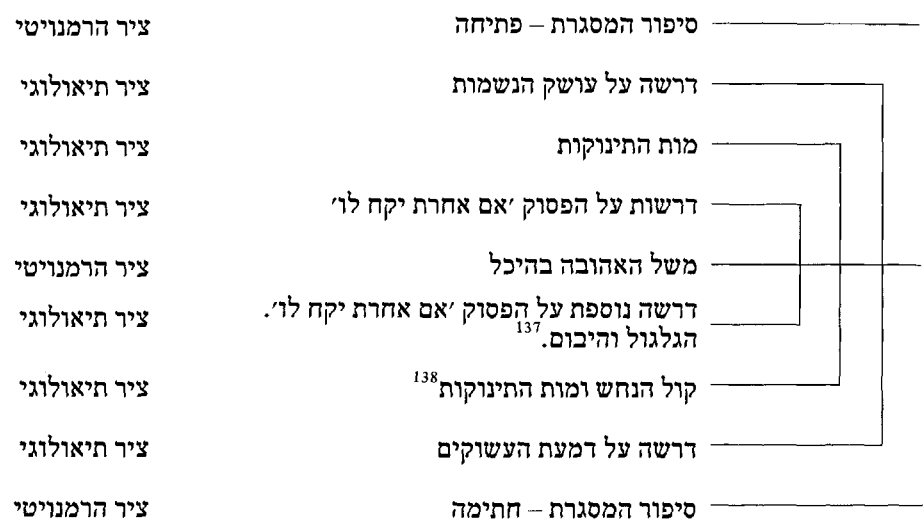 סיפור המסגרת – פתיחה ציר הרמנויטי
דרשה על עושק הנשמות ציר תיאולוגי
מות התינוקות ציר תיאולוגי
דרשות על הפסוק ׳אם אחרת יקח לו׳ ציר תיאולוגי
משל האהובה בהיכל ציר הרמנויטי
דרשה נוספת על הפסוק ׳אם אחרת יקח לו׳. ציר תיאולוגי
הגלגול והיבום.137
קול הנחש ומות התינוקות138 ציר תיאולוגי
דרשה על דמעת העשוקים ציר תיאולוגי
סיפור המסגרת – חתימה ציר הרמנויטי